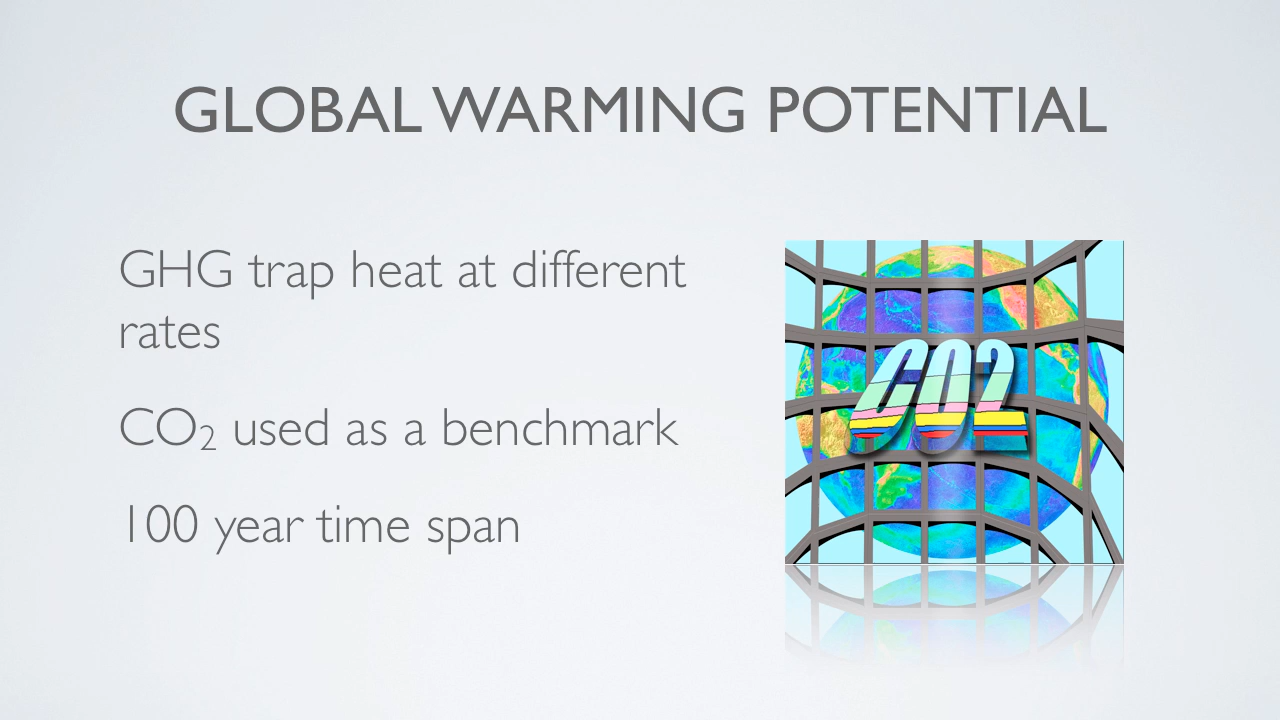 GLOBAL WARMING POTENTIAL
GHG trap heat at different
rates
CO₂ used as a benchmark
100 year time span
CO2